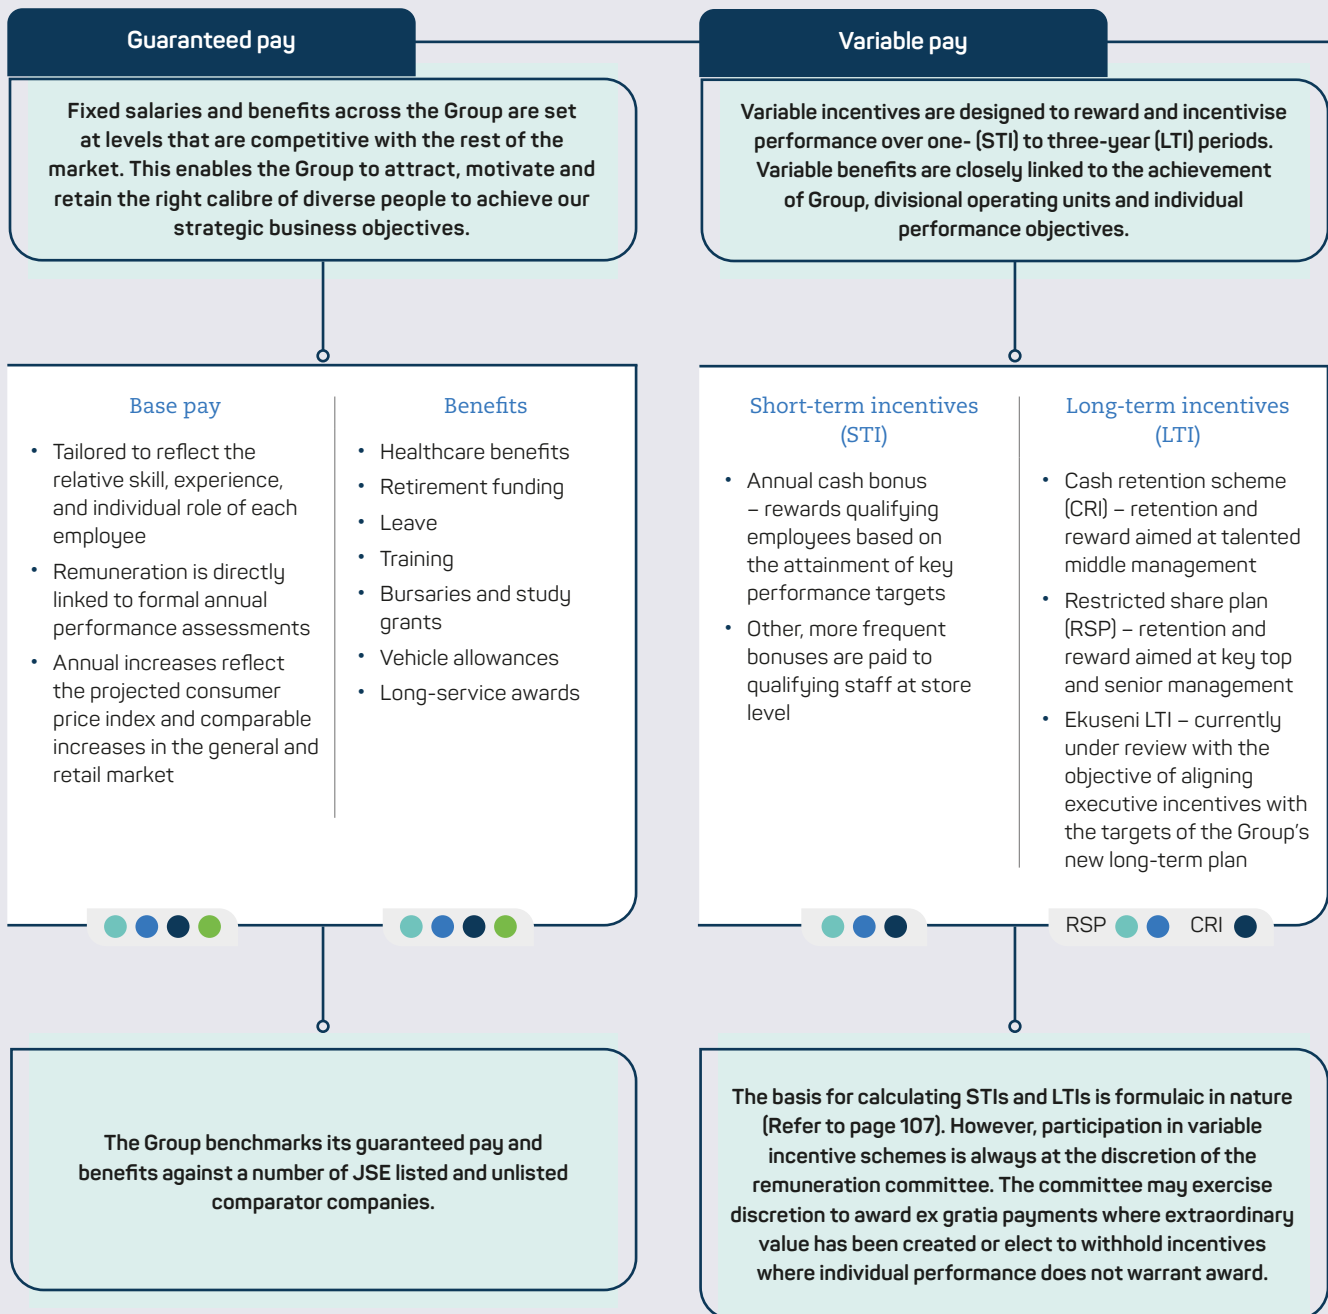 Guaranteed pay
Fixed salaries and benefits across the Group are set
at levels that are competitive with the rest of the
market. This enables the Group to attract, motivate and
retain the right calibre of diverse people to achieve our
strategic business objectives.
Base pay
• Tailored to reflect the
relative skill, experience,
and individual role of each
employee
• Remuneration is directly
linked to formal annual
performance assessments
• Annual increases reflect
the projected consumer
price index and comparable
increases in the general and
retail market
Benefits
• Healthcare benefits
• Retirement funding
• Leave
• Training
• Bursaries and study
grants
• Vehicle allowances
• Long-service awards
The Group benchmarks its guaranteed pay and
benefits against a number of JSE listed and unlisted
comparator companies.
Variable pay
Variable incentives are designed to reward and incentivise
performance over one- (STI) to three-year (LTI) periods.
Variable benefits are closely linked to the achievement
of Group, divisional operating units and individual
performance objectives.
Short-term incentives
(STI)
• Annual cash bonus
– rewards qualifying
employees based on
the attainment of key
performance targets
• Other, more frequent
bonuses are paid to
qualifying staff at store
level
Long-term incentives
(LTI)
• Cash retention scheme
(CRI) – retention and
reward aimed at talented
middle management
• Restricted share plan
(RSP) – retention and
reward aimed at key top
and senior management
• Ekuseni LTI – currently
under review with the
objective of aligning
executive incentives with
the targets of the Group's
new long-term plan
RSP CRI
The basis for calculating STIs and LTIs is formulaic in nature
(Refer to page 107). However, participation in variable
incentive schemes is always at the discretion of the
remuneration committee. The committee may exercise
discretion to award ex gratia payments where extraordinary
value has been created or elect to withhold incentives
where individual performance does not warrant award.